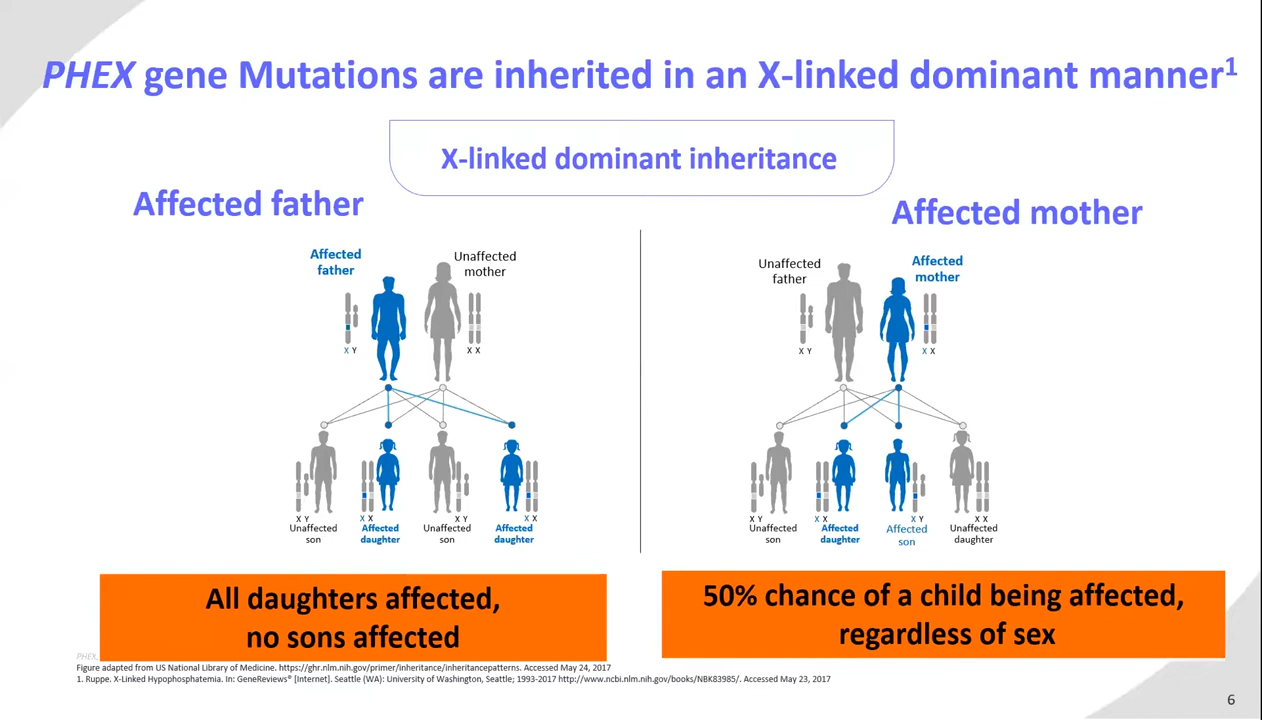 PHEX gene Mutations are inherited in an X-linked dominant manner1
X-linked dominant inheritance
Affected father
Affected
father
Unaffected
mother
X Y
X X
X Y
Unaffected
son
X X
Affected
daughter
X Y
Unaffected
son
X X
Affected
daughter
All daughters affected,
no sons affected
Affected mother
Unaffected
father
Affected
mother
X Y
X X
X Y
Unaffected
son
X X
Affected
daughter
X Y
Affected
son
X X
Unaffected
daughter
50% chance of a child being affected,
regardless of sex
PHEX,
Figure adapted from US National Library of Medicine. https://ghr.nlm.nih.gov/primer/inheritance/inheritancepatterns. Accessed May 24, 2017
1. Ruppe. X-Linked Hypophosphatemia. In: GeneReviews® [Internet]. Seattle (WA): University of Washington, Seattle; 1993-2017 http://www.ncbi.nlm.nih.gov/books/NBK83985/. Accessed May 23, 2017
6